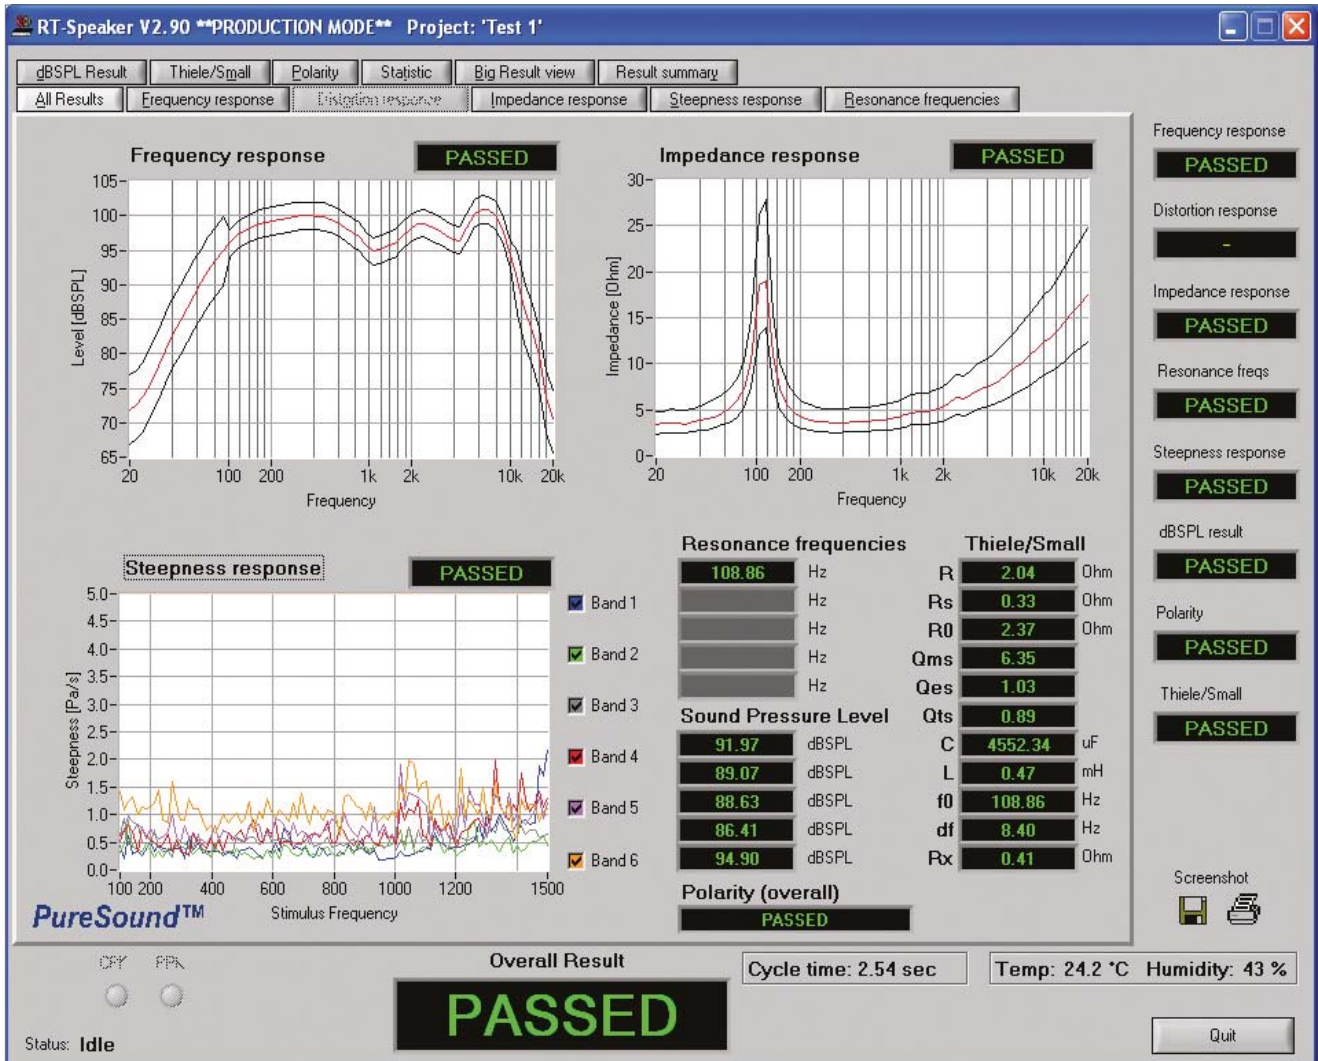 RT-Speaker V2.90 **PRODUCTION MODE** Project: 'Test 1'
dBSPL Result Thiele/Small Polarity Statistic Big Result view Result summary
All Results Frequency response Distortion response Impedance response Steepness response Resonance frequencies
Frequency response PASSED
Level [dBSPL]
105
100
95
90
85
80
75
70
65
20 100 200 1k 2k 10k 20k
Frequency
Impedance response PASSED
Impedance [Ohm]
30
25
20
15
10
5
0
20 100 200 1k 2k 10k 20k
Frequency
Steepness response PASSED
Steepness [Pa/s]
5.0
4.5
4.0
3.5
3.0
2.5
2.0
1.5
1.0
0.5
0.0
100 200 400 600 800 1000 1200 1500
Stimulus Frequency
PureSound™
Band 1
Band 2
Band 3
Band 4
Band 5
Band 6
Resonance frequencies
108.86 Hz
Hz
Hz
Hz
Hz
Sound Pressure Level
91.97 dBSPL
89.07 dBSPL
88.63 dBSPL
86.41 dBSPL
94.90 dBSPL
Polarity (overall)
PASSED
Thiele/Small
R 2.04 Ohm
Rs 0.33 Ohm
R0 2.37 Ohm
Qms 6.35
Qes 1.03
Qts 0.89
C 4552.34 uF
L 0.47 mH
f0 108.86 Hz
df 8.40 Hz
Rx 0.41 Ohm
Frequency response
PASSED
Distortion response
-
Impedance response
PASSED
Resonance freqs
PASSED
Steepness response
PASSED
dBSPL result
PASSED
Polarity
PASSED
Thiele/Small
PASSED
Screenshot
Overall Result
PASSED
Cycle time: 2.54 sec
Temp: 24.2 °C Humidity: 43 %
Status: Idle
Quit